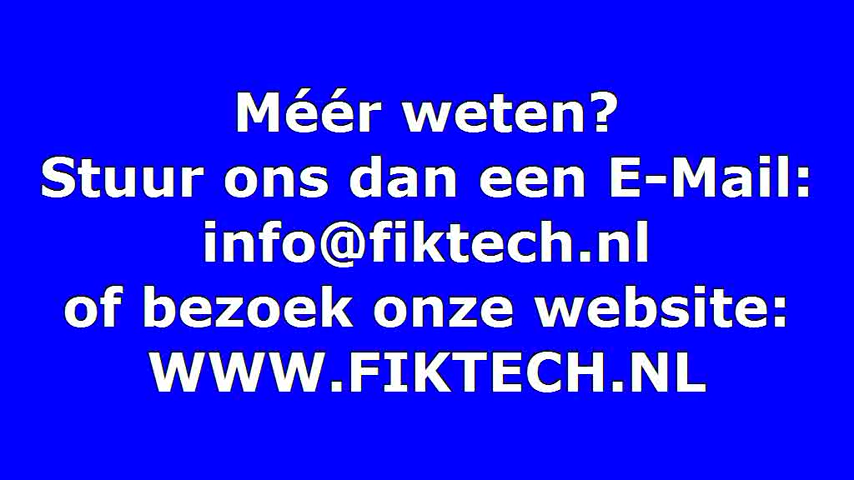 Méér weten?
Stuur ons dan een E-Mail:
info@fiktech.nl
of bezoek onze website:
WWW.FIKTECH.NL